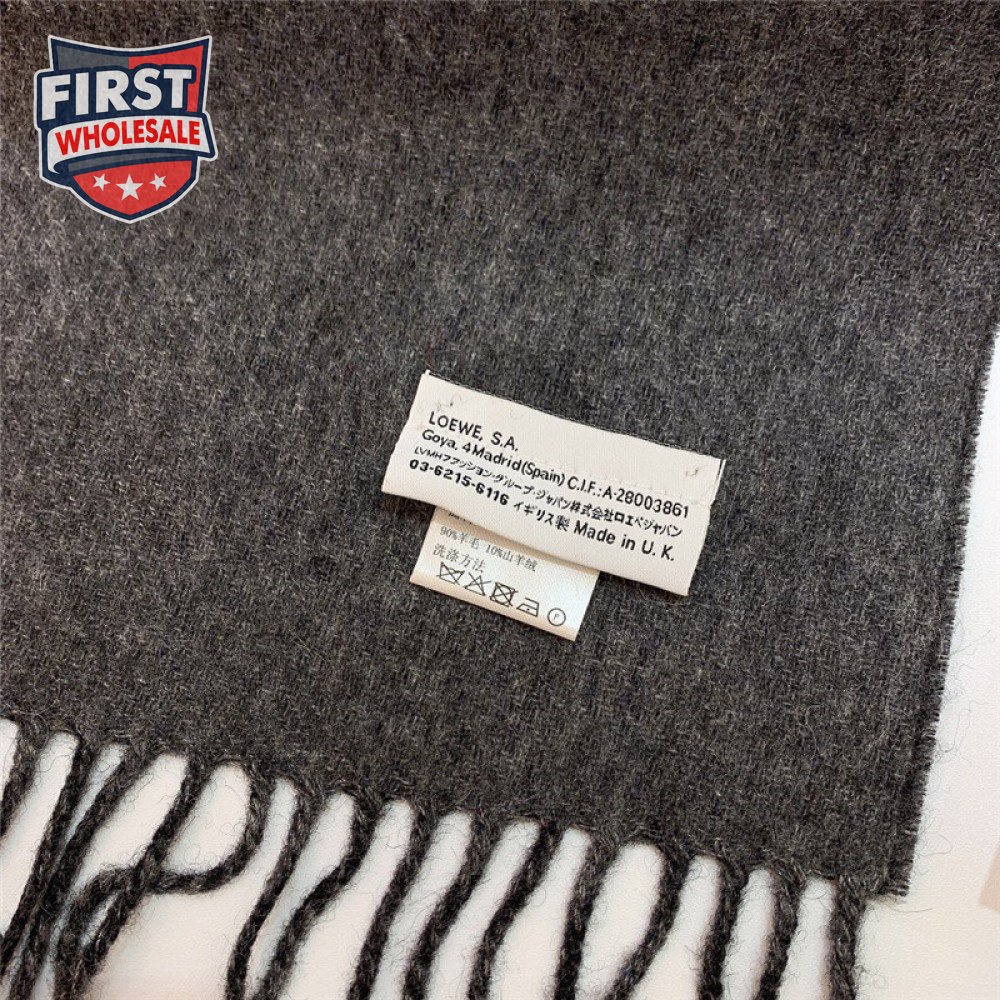 FIRST
WHOLESALE
LOEWE, S.A.
Goya, 4 Madrid (Spain) C.I.F.: A-28003861
LVMHファッション・グループ・ジャパン株式会社ロエベジャパン
03-6215-6116 イギリス製 Made in U. K.
90%羊毛 10%山羊绒
洗涤方法
P